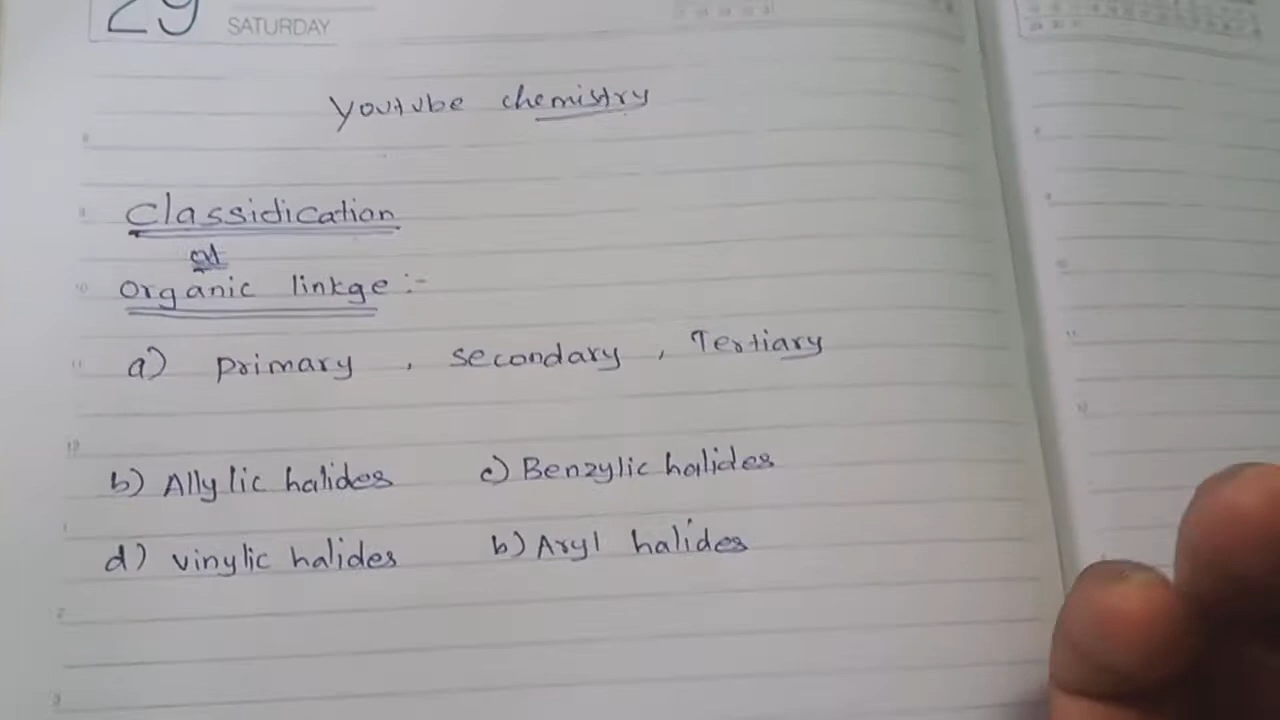 29 SATURDAY
Youtube chemistry
Classidication
of
organic linkge :-
a) primary , secondary , Tertiary
b) Allylic halides c) Benzylic halides
d) vinylic halides b) Aryl halides